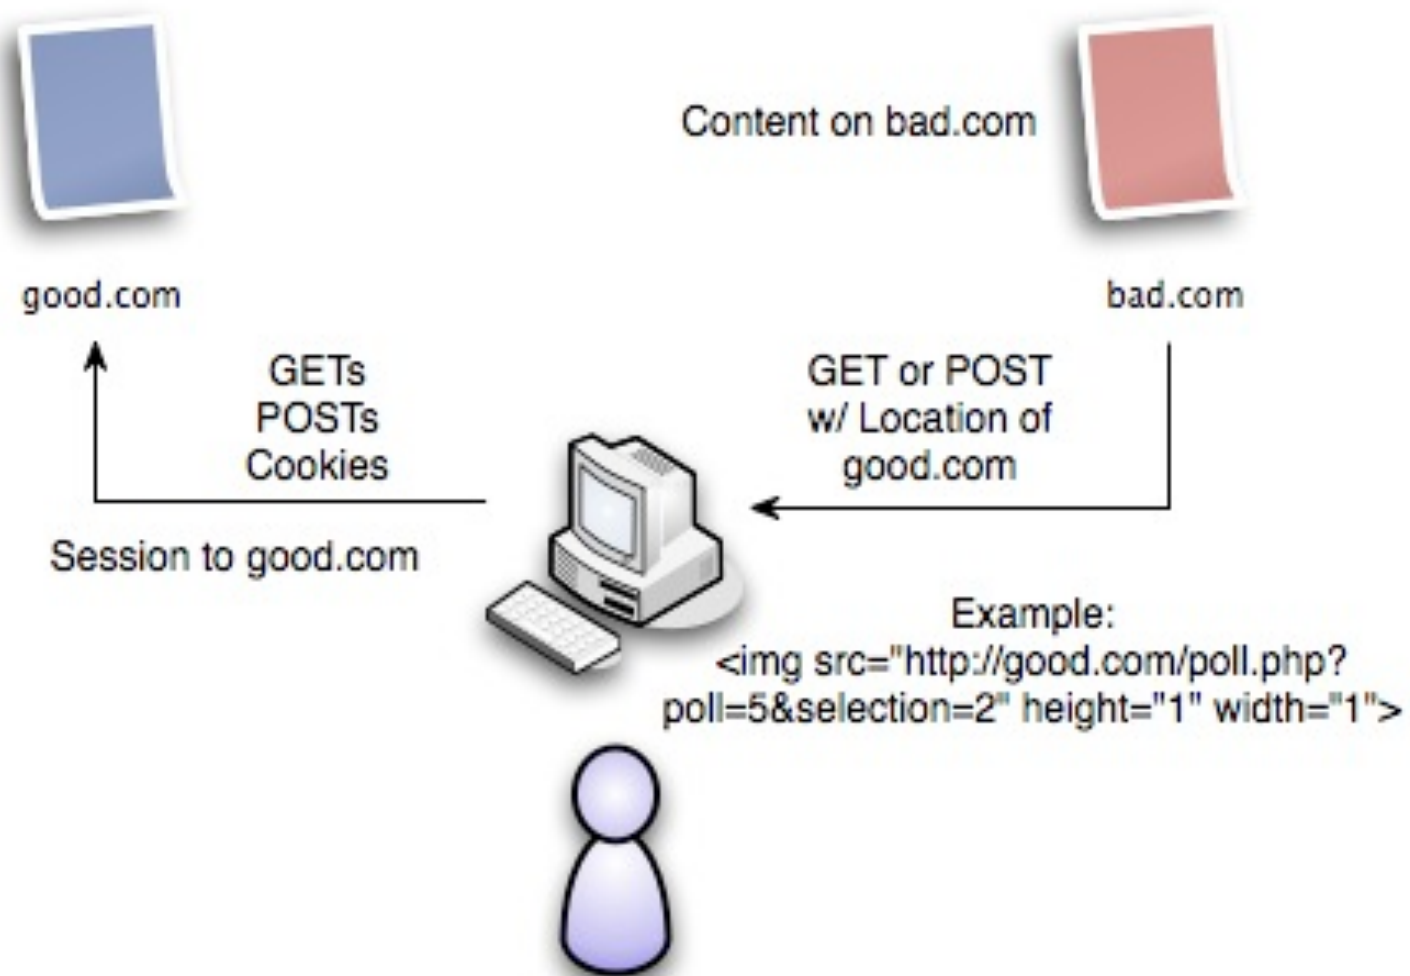 Content on bad.com
good.com
bad.com
GETs
POSTs
Cookies
GET or POST
w/ Location of
good.com
Session to good.com
Example:
<img src="http://good.com/poll.php?
poll=5&selection=2" height="1" width="1">